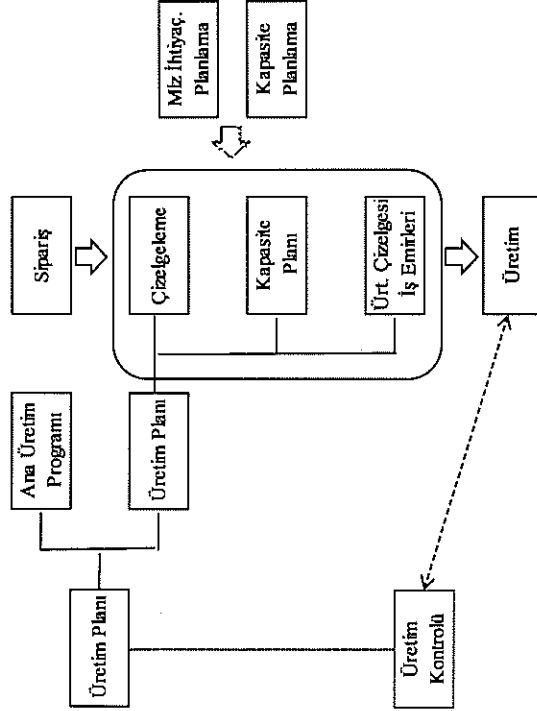 Üretim Planı
Ana Üretim
Programı
Üretim Planı
Sipariş
Çizelgeleme
Kapasite
Planı
Ürt. Çizelgesi
İş Emirleri
Mlz İhtiyaç.
Planlama
Kapasite
Planlama
Üretim
Kontrolü
Üretim